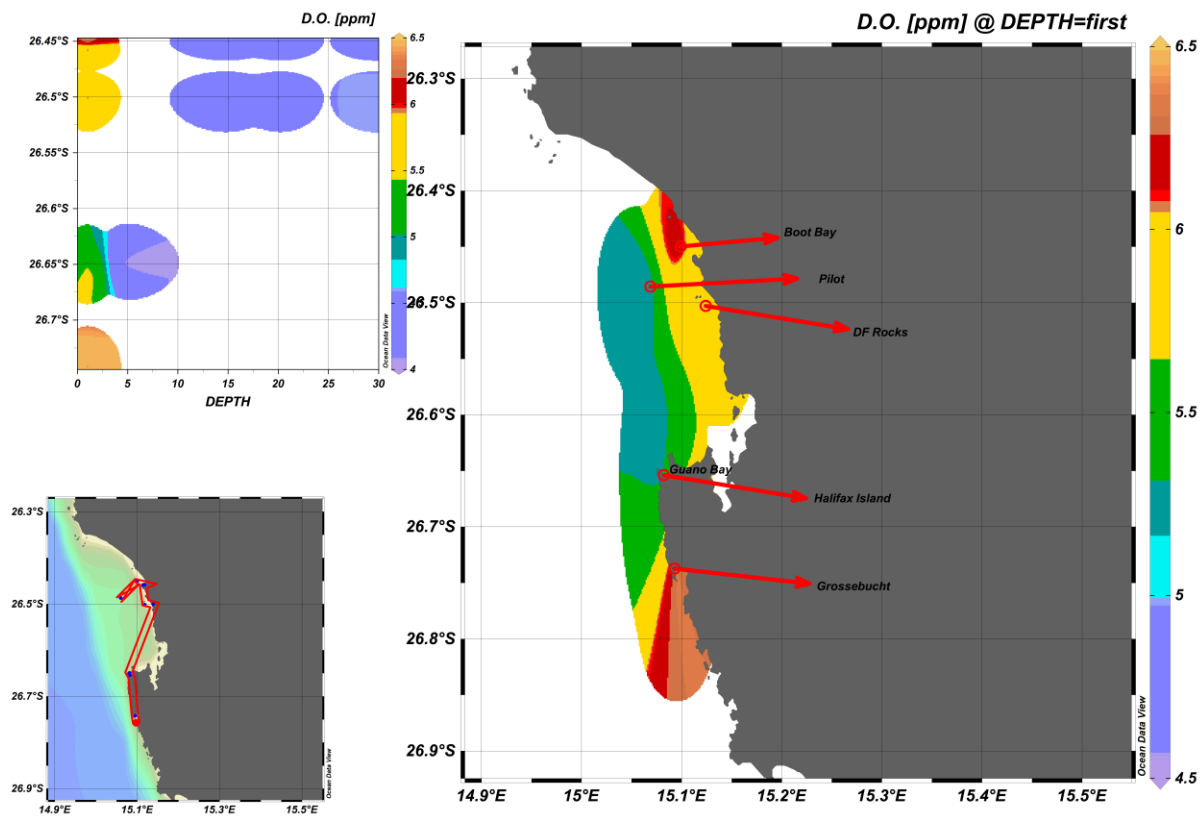 D.O. [ppm]
26.45°S
26.5°S
26.55°S
26.6°S
26.65°S
26.7°S
0
5
10
15
20
25
30
DEPTH
6.5
6
5.5
5
4
Ocean Data View
D.O. [ppm] @ DEPTH=first
26.3°S
26.4°S
26.5°S
26.6°S
26.7°S
26.8°S
26.9°S
Boot Bay
Pilot
DF Rocks
Guano Bay
Halifax Island
Grossebucht
14.9°E
15°E
15.1°E
15.2°E
15.3°E
15.4°E
15.5°E
Ocean Data View
6.5
6
5.5
5
4.5
26.3°S
26.5°S
26.7°S
26.9°S
14.9°E
15.1°E
15.3°E
15.5°E
Ocean Data View